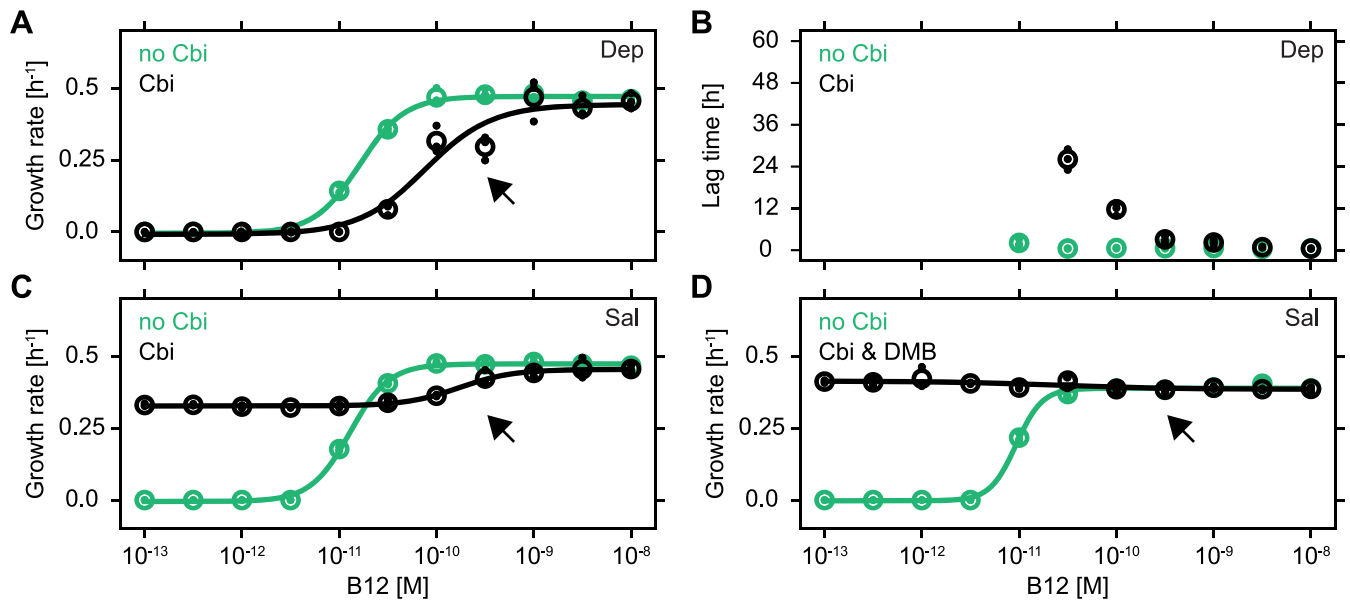 A
no Cbi
Cbi
Dep
Growth rate [h⁻¹]
0.5
0.25
0.0
B
no Cbi
Cbi
Dep
Lag time [h]
60
48
36
24
12
0
C
no Cbi
Cbi
Sal
Growth rate [h⁻¹]
0.5
0.25
0.0
10⁻¹³ 10⁻¹² 10⁻¹¹ 10⁻¹⁰ 10⁻⁹ 10⁻⁸
B12 [M]
D
no Cbi
Cbi & DMB
Sal
Growth rate [h⁻¹]
0.5
0.25
0.0
10⁻¹³ 10⁻¹² 10⁻¹¹ 10⁻¹⁰ 10⁻⁹ 10⁻⁸
B12 [M]